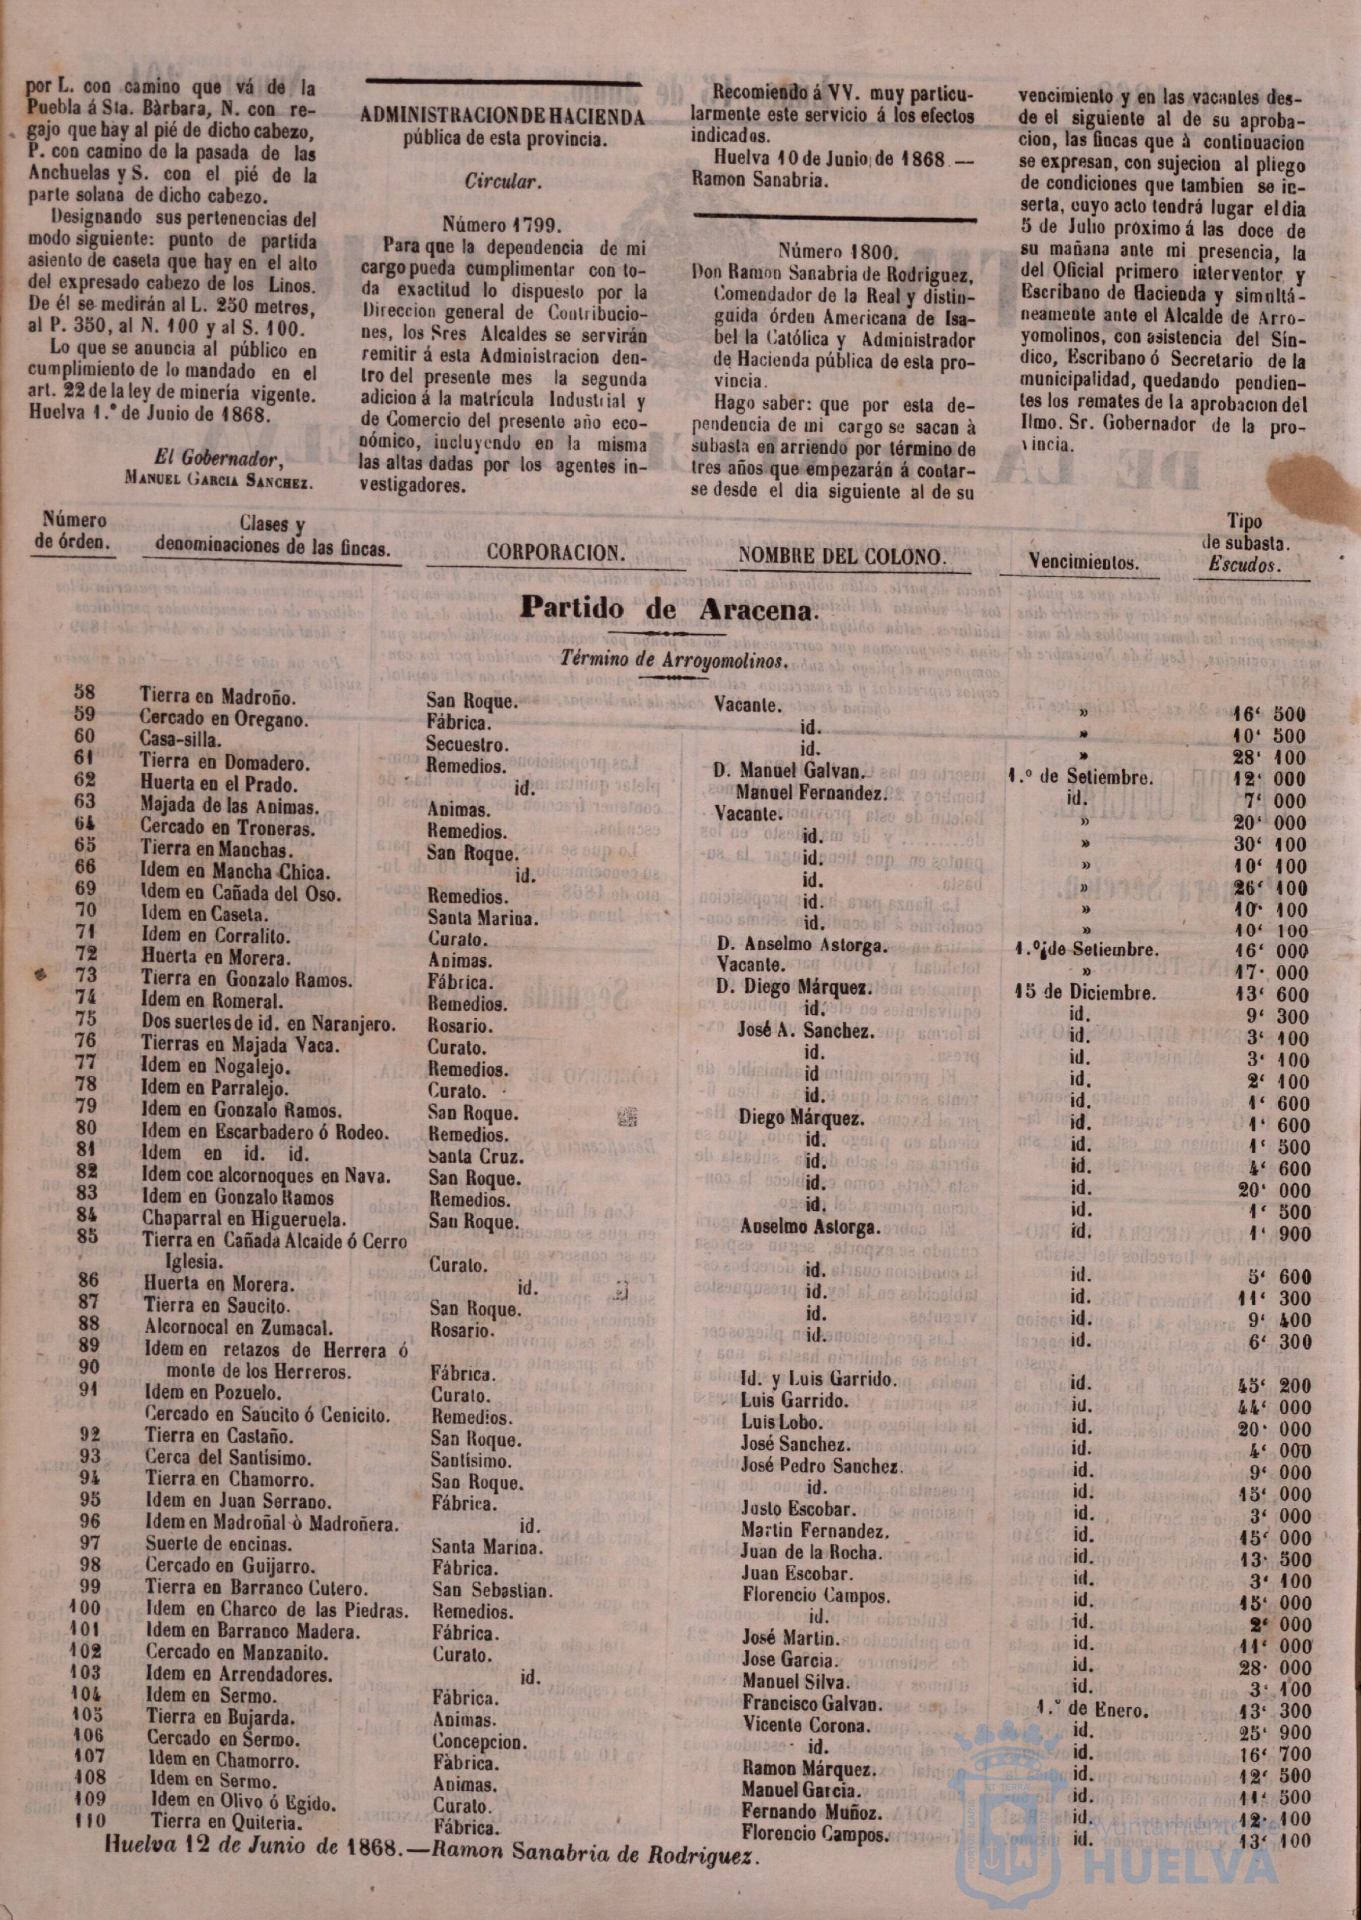 por L. con camino que vá de la
Puebla á Sta. Bàrbara, N. con re-
gajo que hay al pié de dicho cabezo,
P. con camino de la pasada de las
Anchuelas y S. con el pié de la
parte solana de dicho cabezo.
Designando sus pertenencias del
modo siguiente: punto de partida
asiento de caseta que hay en el alto
del expresado cabezo de los Linos.
De él se medirán al L. 250 metros,
al P. 350, al N. 100 y al S. 100.
Lo que se anuncia al público en
cumplimiento de lo mandado en el
art. 22 de la ley de minería vigente.
Huelva 1.º de Junio de 1868.
El Gobernador,
MANUEL GARCIA SANCHEZ.
ADMINISTRACION DE HACIENDA
pública de esta provincia.
Circular.
Número 1799.
Para que la dependencia de mi
cargo pueda cumplimentar con to-
da exactitud lo dispuesto por la
Direccion general de Contribucio-
nes, los Sres Alcaldes se servirán
remitir á esta Administracion den-
tro del presente mes la segunda
adicion á la matrícula Industrial y
de Comercio del presente año eco-
nómico, incluyendo en la misma
las altas dadas por los agentes in-
vestigadores.
Recomiendo á VV. muy particu-
larmente este servicio á los efectos
indicados.
Huelva 10 de Junio de 1868.—
Ramon Sanabria.
Número 1800.
Don Ramon Sanabria de Rodriguez,
Comendador de la Real y distin-
guida órden Americana de Isa-
bel la Católica y Administrador
de Hacienda pública de esta pro-
vincia.
Hago saber: que por esta de-
pendencia de mi cargo se sacan à
subasta en arriendo por término de
tres años que empezarán á contar-
se desde el dia siguiente al de su
vencimiento y en las vacantes des-
de el siguiente al de su aproba-
cion, las fincas que à continuacion
se expresan, con sujecion al pliego
de condiciones que tambien se in-
serta, cuyo acto tendrá lugar el dia
5 de Julio próximo á las doce de
su mañana ante mi presencia, la
del Oficial primero interventor y
Escribano de Hacienda y simultá-
neamente ante el Alcalde de Arro-
yomolinos, con asistencia del Sín-
dico, Escribano ó Secretario de la
municipalidad, quedando pendien-
tes los remates de la aprobacion del
Ilmo. Sr. Gobernador de la pro-
vincia.
Número de órden. Clases y denominaciones de las fincas. CORPORACION. NOMBRE DEL COLONO. Vencimientos. Tipo de subasta. Escudos.
Partido de Aracena.
Término de Arroyomolinos.
58 Tierra en Madroño. San Roque. Vacante. » 16‘ 500
59 Cercado en Oregano. Fábrica. id. » 10‘ 500
60 Casa-silla. Secuestro. id. » 28‘ 100
61 Tierra en Domadero. Remedios. D. Manuel Galvan. 1.º de Setiembre. 12‘ 000
62 Huerta en el Prado. id. Manuel Fernandez. id. 7‘ 000
63 Majada de las Animas. Animas. Vacante. » 20‘ 000
64 Cercado en Troneras. Remedios. id. » 30‘ 100
65 Tierra en Manchas. San Roque. id. » 10‘ 100
66 Idem en Mancha Chica. id. id. » 26‘ 100
69 Idem en Cañada del Oso. Remedios. id. » 10· 100
70 Idem en Caseta. Santa Marina. id. » 10‘ 100
71 Idem en Corralito. Curato. D. Anselmo Astorga. 1.º de Setiembre. 16‘ 000
72 Huerta en Morera. Animas. Vacante. » 17· 000
73 Tierra en Gonzalo Ramos. Fábrica. D. Diego Márquez. 15 de Diciembre. 13‘ 600
74 Idem en Romeral. Remedios. id. id. 9‘ 300
75 Dos suertes de id. en Naranjero. Rosario. José A. Sanchez. id. 3‘ 100
76 Tierras en Majada Vaca. Curato. id. id. 3· 100
77 Idem en Nogalejo. Remedios. id id. 2‘ 100
78 Idem en Parralejo. Curato. id. id. 1‘ 600
79 Idem en Gonzalo Ramos. San Roque. Diego Márquez. id. 1‘ 600
80 Idem en Escarbadero ó Rodeo. Remedios. id. id. 1‘ 500
81 Idem en id. id. Santa Cruz. id. id. 4‘ 600
82 Idem con alcornoques en Nava. San Roque. id. id. 20‘ 000
83 Idem en Gonzalo Ramos Remedios. id. id. 1‘ 500
84 Chaparral en Higueruela. San Roque. Anselmo Astorga. id. 1‘ 900
85 Tierra en Cañada Alcaide ó Cerro
Iglesia. Curato. id. id. 5‘ 600
86 Huerta en Morera. id. id. id. 11‘ 300
87 Tierra en Saucito. San Roque. id. id. 9‘ 400
88 Alcornocal en Zumacal. Rosario. id. id. 6‘ 300
89 Idem en retazos de Herrera ó
90 monte de los Herreros. Fábrica. Id. y Luis Garrido. id. 45‘ 200
91 Idem en Pozuelo. Curato. Luis Garrido. id. 44‘ 000
Cercado en Saucito ó Cenicito. Remedios. Luis Lobo. id. 20· 000
92 Tierra en Castaño. San Roque. José Sanchez. id. 4‘ 000
93 Cerca del Santísimo. Santísimo. José Pedro Sanchez. id. 9‘ 000
94 Tierra en Chamorro. San Roque. id. id. 15‘ 000
95 Idem en Juan Serrano. Fábrica. Justo Escobar. id. 3‘ 000
96 Idem en Madroñal ò Madroñera. id. Martin Fernandez. id. 15‘ 000
97 Suerte de encinas. Santa Marina. Juan de la Rocha. id. 13· 500
98 Cercado en Guijarro. Fábrica. Juan Escobar. id. 3‘ 100
99 Tierra en Barranco Cutero. San Sebastian. Florencio Campos. id. 15‘ 000
100 Idem en Charco de las Piedras. Remedios. id. id. 2‘ 000
101 Idem en Barranco Madera. Fábrica. José Martin. id. 11‘ 000
102 Cercado en Manzanito. Curato. Jose Garcia. id. 28· 000
103 Idem en Arrendadores. id. Manuel Silva. id. 3· 100
104 Idem en Sermo. Fábrica. Francisco Galvan. 1.º de Enero. 13‘ 300
105 Tierra en Bujarda. Animas. Vicente Corona. id. 25‘ 900
106 Cercado en Sermo. Concepcion. id. id. 16‘ 700
107 Idem en Chamorro. Fàbrica. Ramon Márquez. id. 12‘ 500
108 Idem en Sermo. Animas. Manuel Garcia. id. 11‘ 500
109 Idem en Olivo ó Egido. Curato. Fernando Muñoz. id. 12· 100
110 Tierra en Quiteria. Fábrica. Florencio Campos. id. 13‘ 100
Huelva 12 de Junio de 1868.—Ramon Sanabria de Rodriguez.
Ayuntamiento de
HUELVA